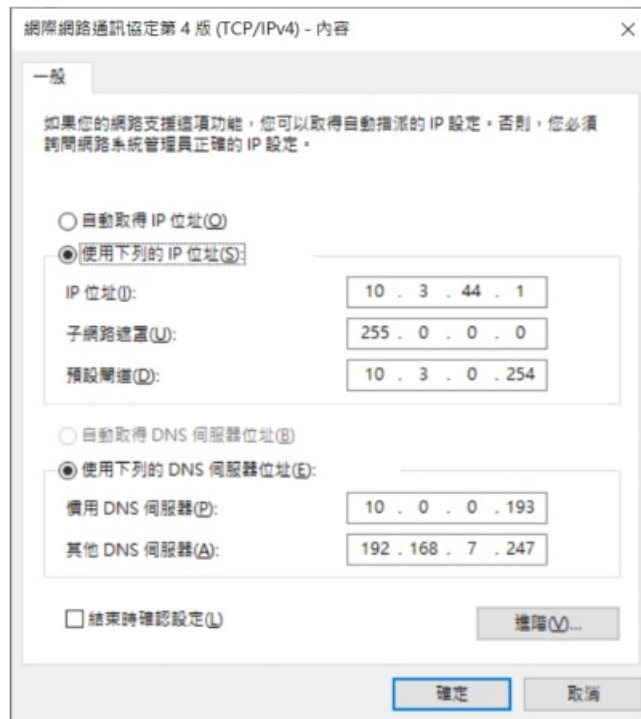 網際網路通訊協定第 4 版 (TCP/IPv4) - 內容
一般
如果您的網路支援這項功能，您可以取得自動指派的 IP 設定。否則，您必須
詢問網路系統管理員正確的 IP 設定。
自動取得 IP 位址(O)
使用下列的 IP 位址(S):
IP 位址(I): 10 . 3 . 44 . 1
子網路遮罩(U): 255 . 0 . 0 . 0
預設閘道(D): 10 . 3 . 0 . 254
自動取得 DNS 伺服器位址(B)
使用下列的 DNS 伺服器位址(E):
慣用 DNS 伺服器(P): 10 . 0 . 0 . 193
其他 DNS 伺服器(A): 192 . 168 . 7 . 247
結束時確認設定(L)
進階(V)...
確定 取消